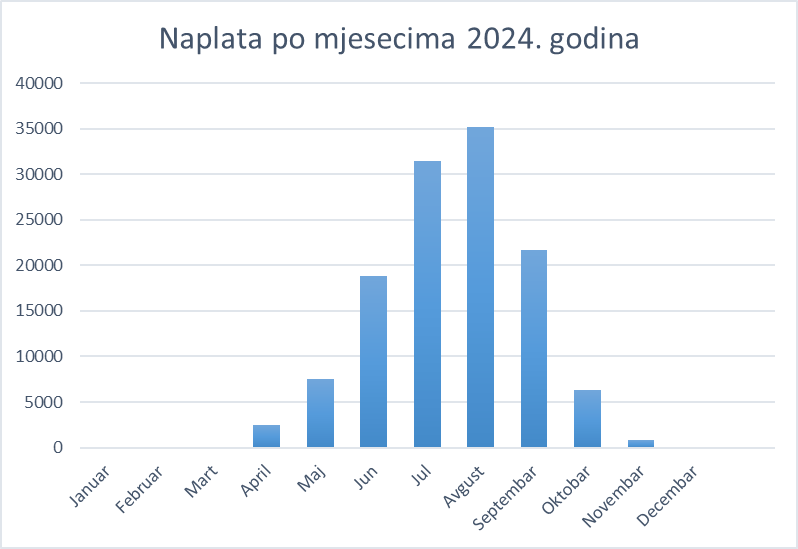 Naplata po mjesecima 2024. godina
40000
35000
30000
25000
20000
15000
10000
5000
0
Januar
Februar
Mart
April
Maj
Jun
Jul
Avgust
Septembar
Oktobar
Novembar
Decembar